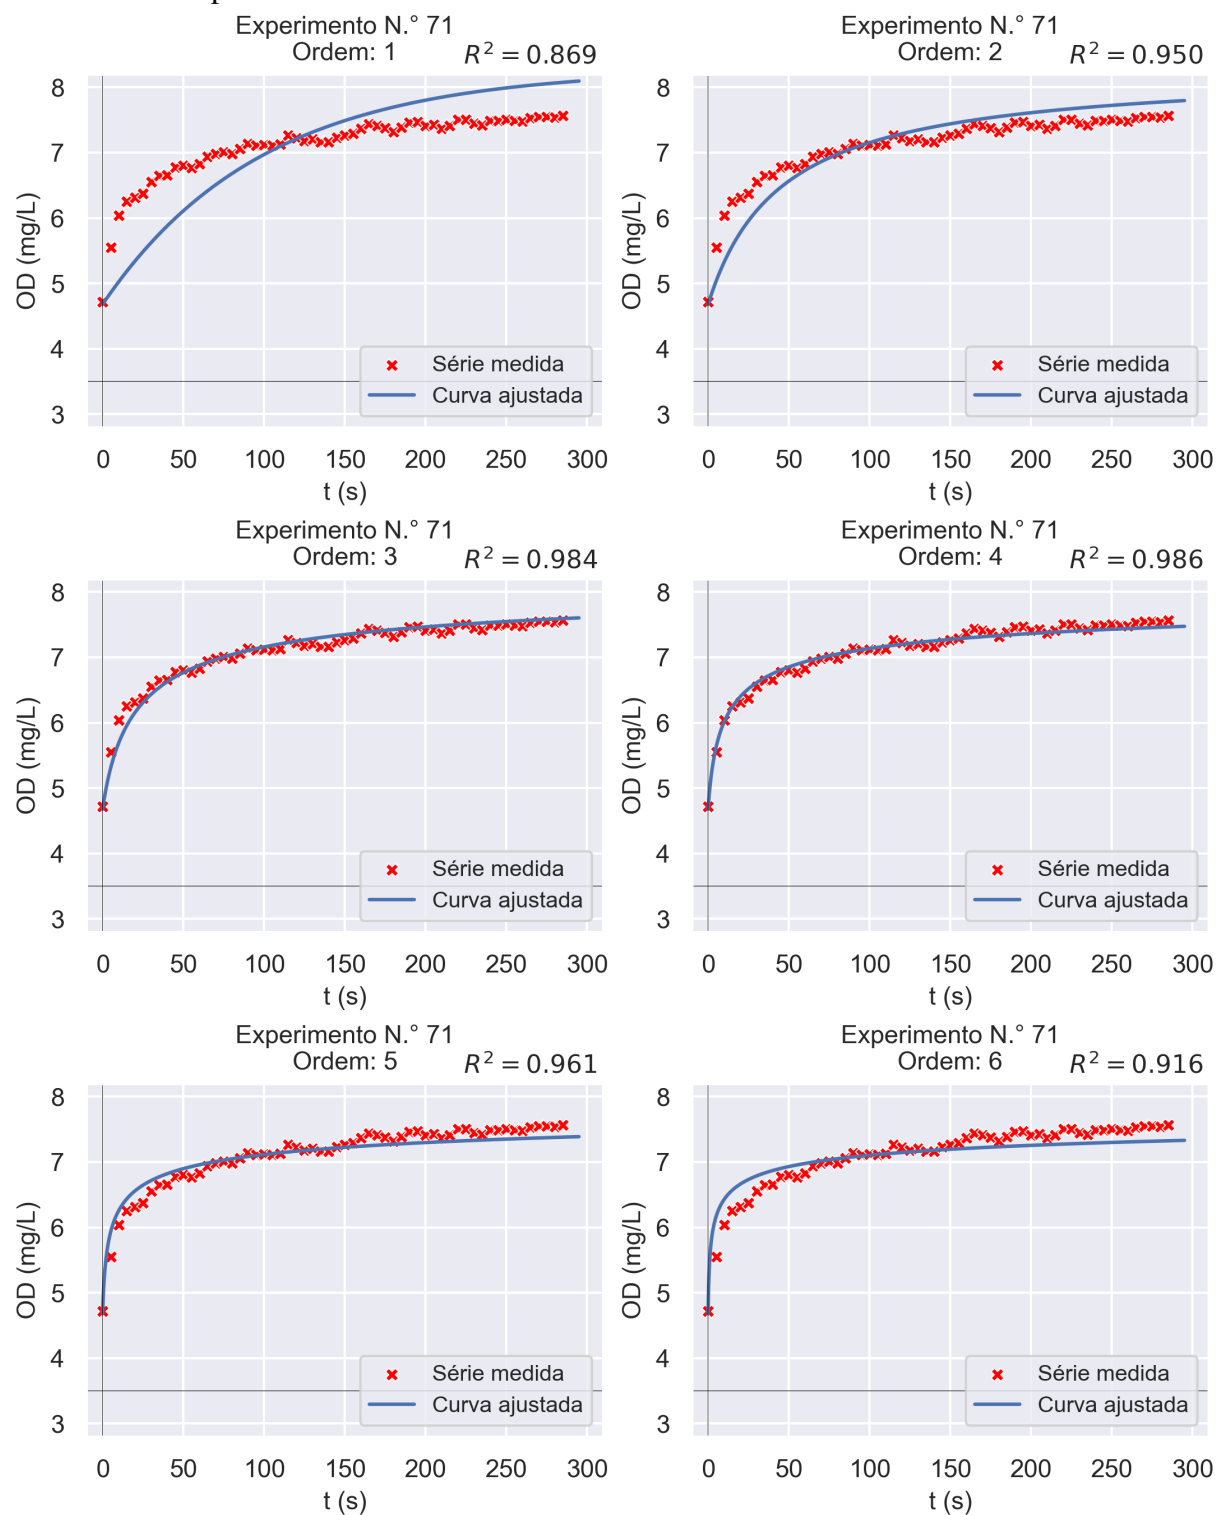 Experimento N.° 71
Ordem: 1 R² = 0.869
OD (mg/L)
8
7
6
5
4
3
Série medida
Curva ajustada
0 50 100 150 200 250 300
t (s)
Experimento N.° 71
Ordem: 2 R² = 0.950
OD (mg/L)
8
7
6
5
4
3
Série medida
Curva ajustada
0 50 100 150 200 250 300
t (s)
Experimento N.° 71
Ordem: 3 R² = 0.984
OD (mg/L)
8
7
6
5
4
3
Série medida
Curva ajustada
0 50 100 150 200 250 300
t (s)
Experimento N.° 71
Ordem: 4 R² = 0.986
OD (mg/L)
8
7
6
5
4
3
Série medida
Curva ajustada
0 50 100 150 200 250 300
t (s)
Experimento N.° 71
Ordem: 5 R² = 0.961
OD (mg/L)
8
7
6
5
4
3
Série medida
Curva ajustada
0 50 100 150 200 250 300
t (s)
Experimento N.° 71
Ordem: 6 R² = 0.916
OD (mg/L)
8
7
6
5
4
3
Série medida
Curva ajustada
0 50 100 150 200 250 300
t (s)